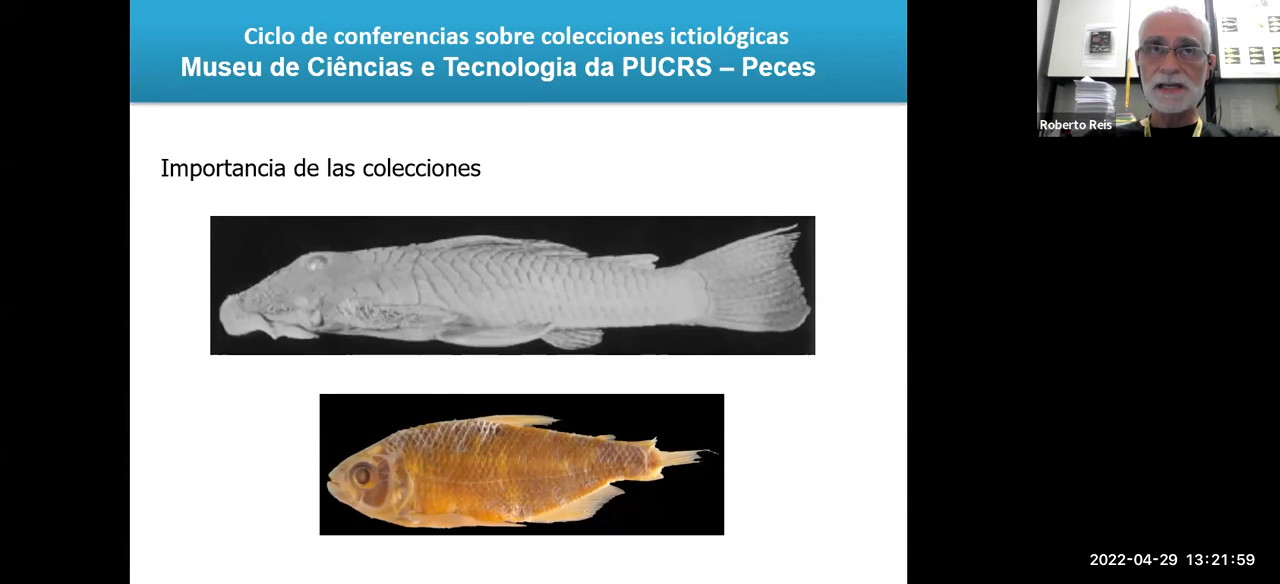 Ciclo de conferencias sobre colecciones ictiológicas
Museu de Ciências e Tecnologia da PUCRS – Peces
Roberto Reis
Importancia de las colecciones
2022-04-29 13:21:59